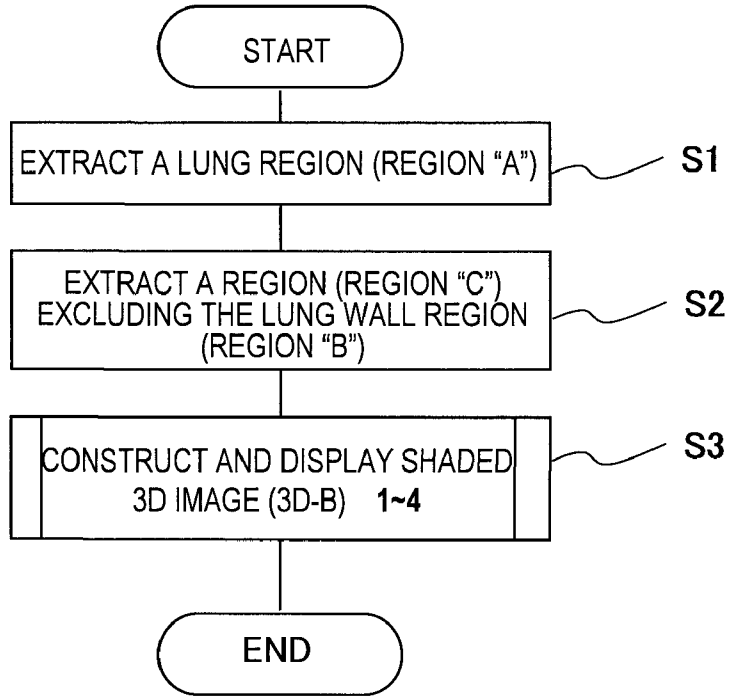 START
EXTRACT A LUNG REGION (REGION “A”)
S1
EXTRACT A REGION (REGION “C”)
EXCLUDING THE LUNG WALL REGION
(REGION “B”)
S2
CONSTRUCT AND DISPLAY SHADED
3D IMAGE (3D-B) 1~4
S3
END